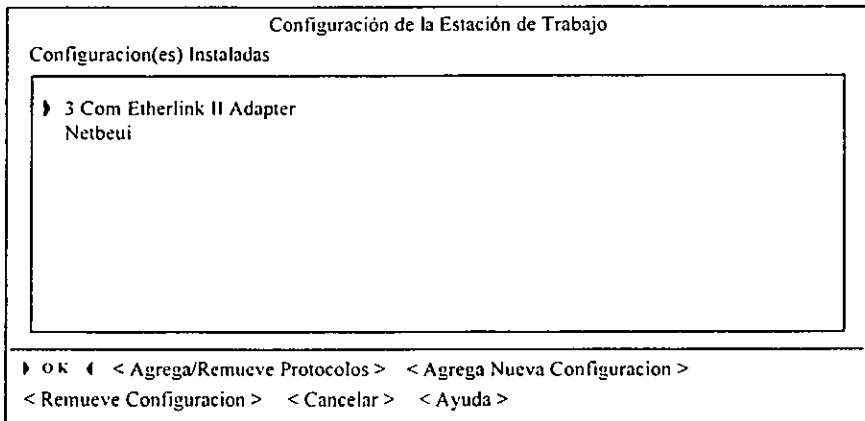 Configuración de la Estación de Trabajo
Configuracion(es) Instaladas
3 Com Etherlink II Adapter
Netbeui
OK < Agrega/Remueve Protocolos > < Agrega Nueva Configuracion >
< Remueve Configuracion > < Cancelar > < Ayuda >